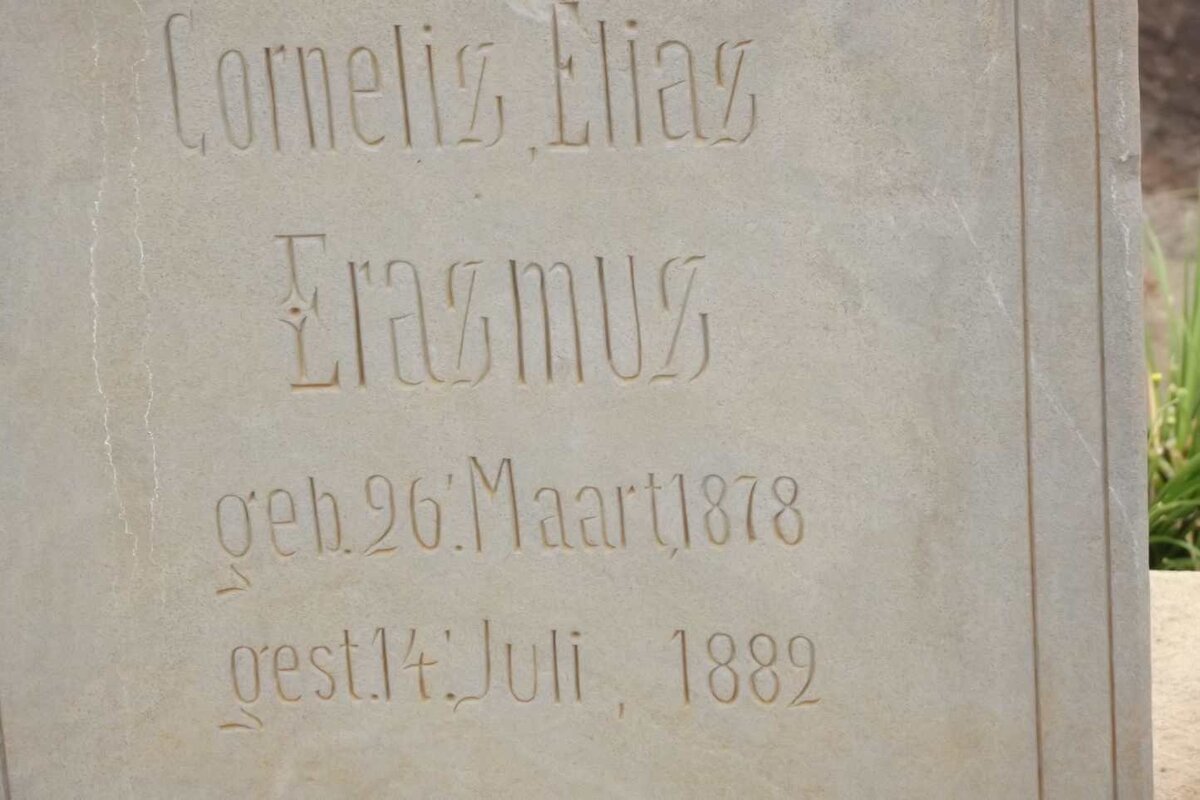 Cornelis, Elias
Erasmus
geb. 26'. Maart, 1878
gest. 14'. Juli, 1882